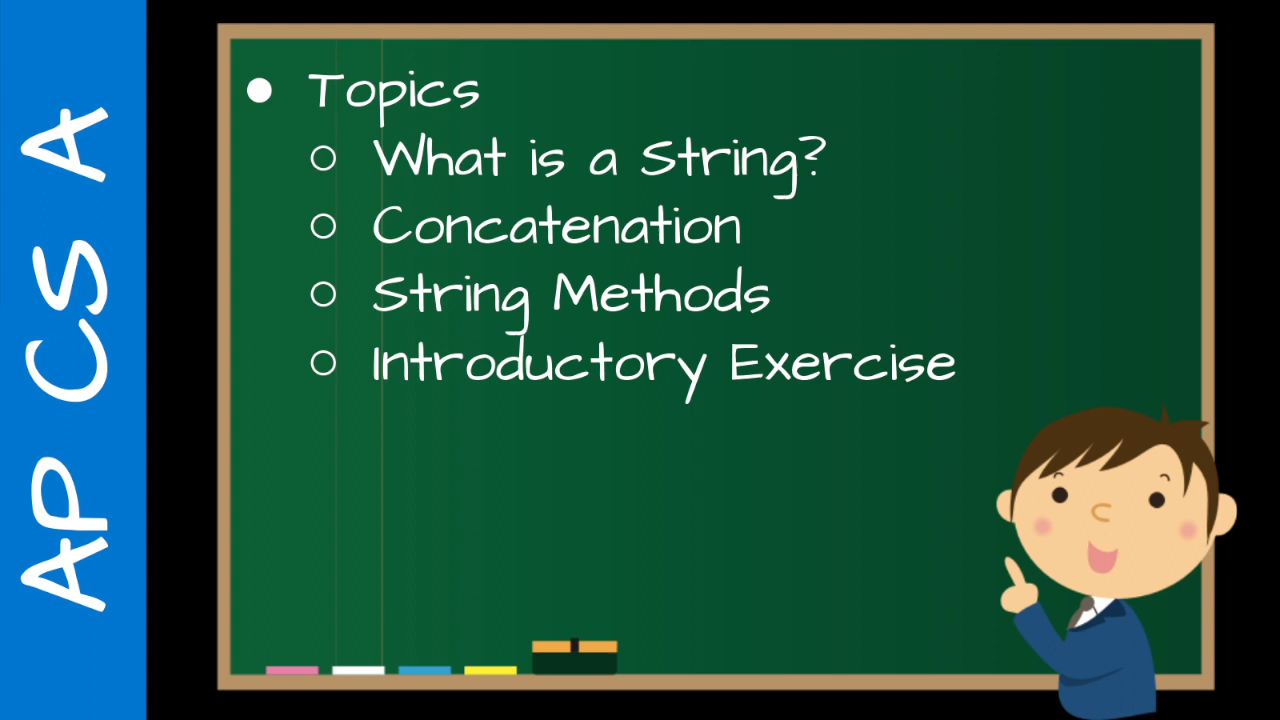 AP CS A
● Topics
○ What is a String?
○ Concatenation
○ String Methods
○ Introductory Exercise